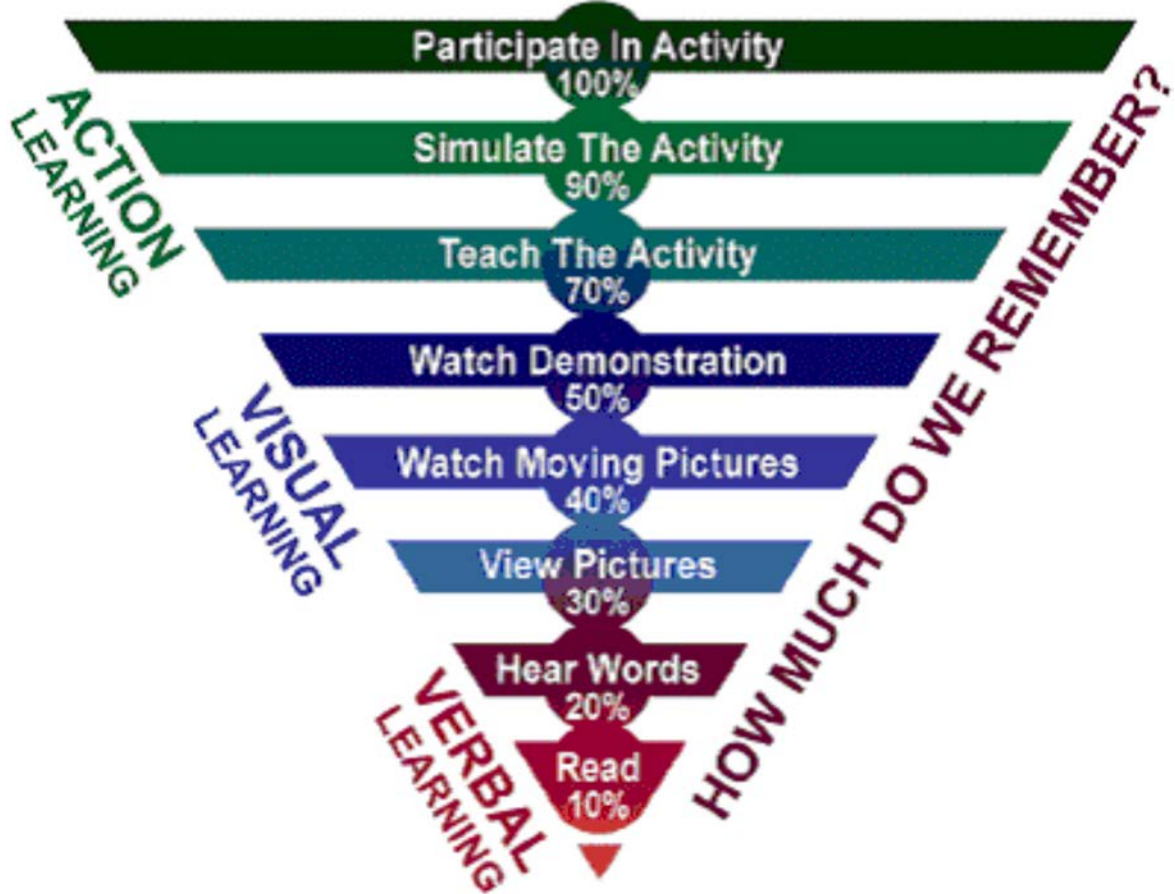 Participate In Activity
100%
Simulate The Activity
90%
Teach The Activity
70%
ACTION
LEARNING
Watch Demonstration
50%
Watch Moving Pictures
40%
View Pictures
30%
VISUAL
LEARNING
Hear Words
20%
Read
10%
VERBAL
LEARNING
HOW MUCH DO WE REMEMBER?